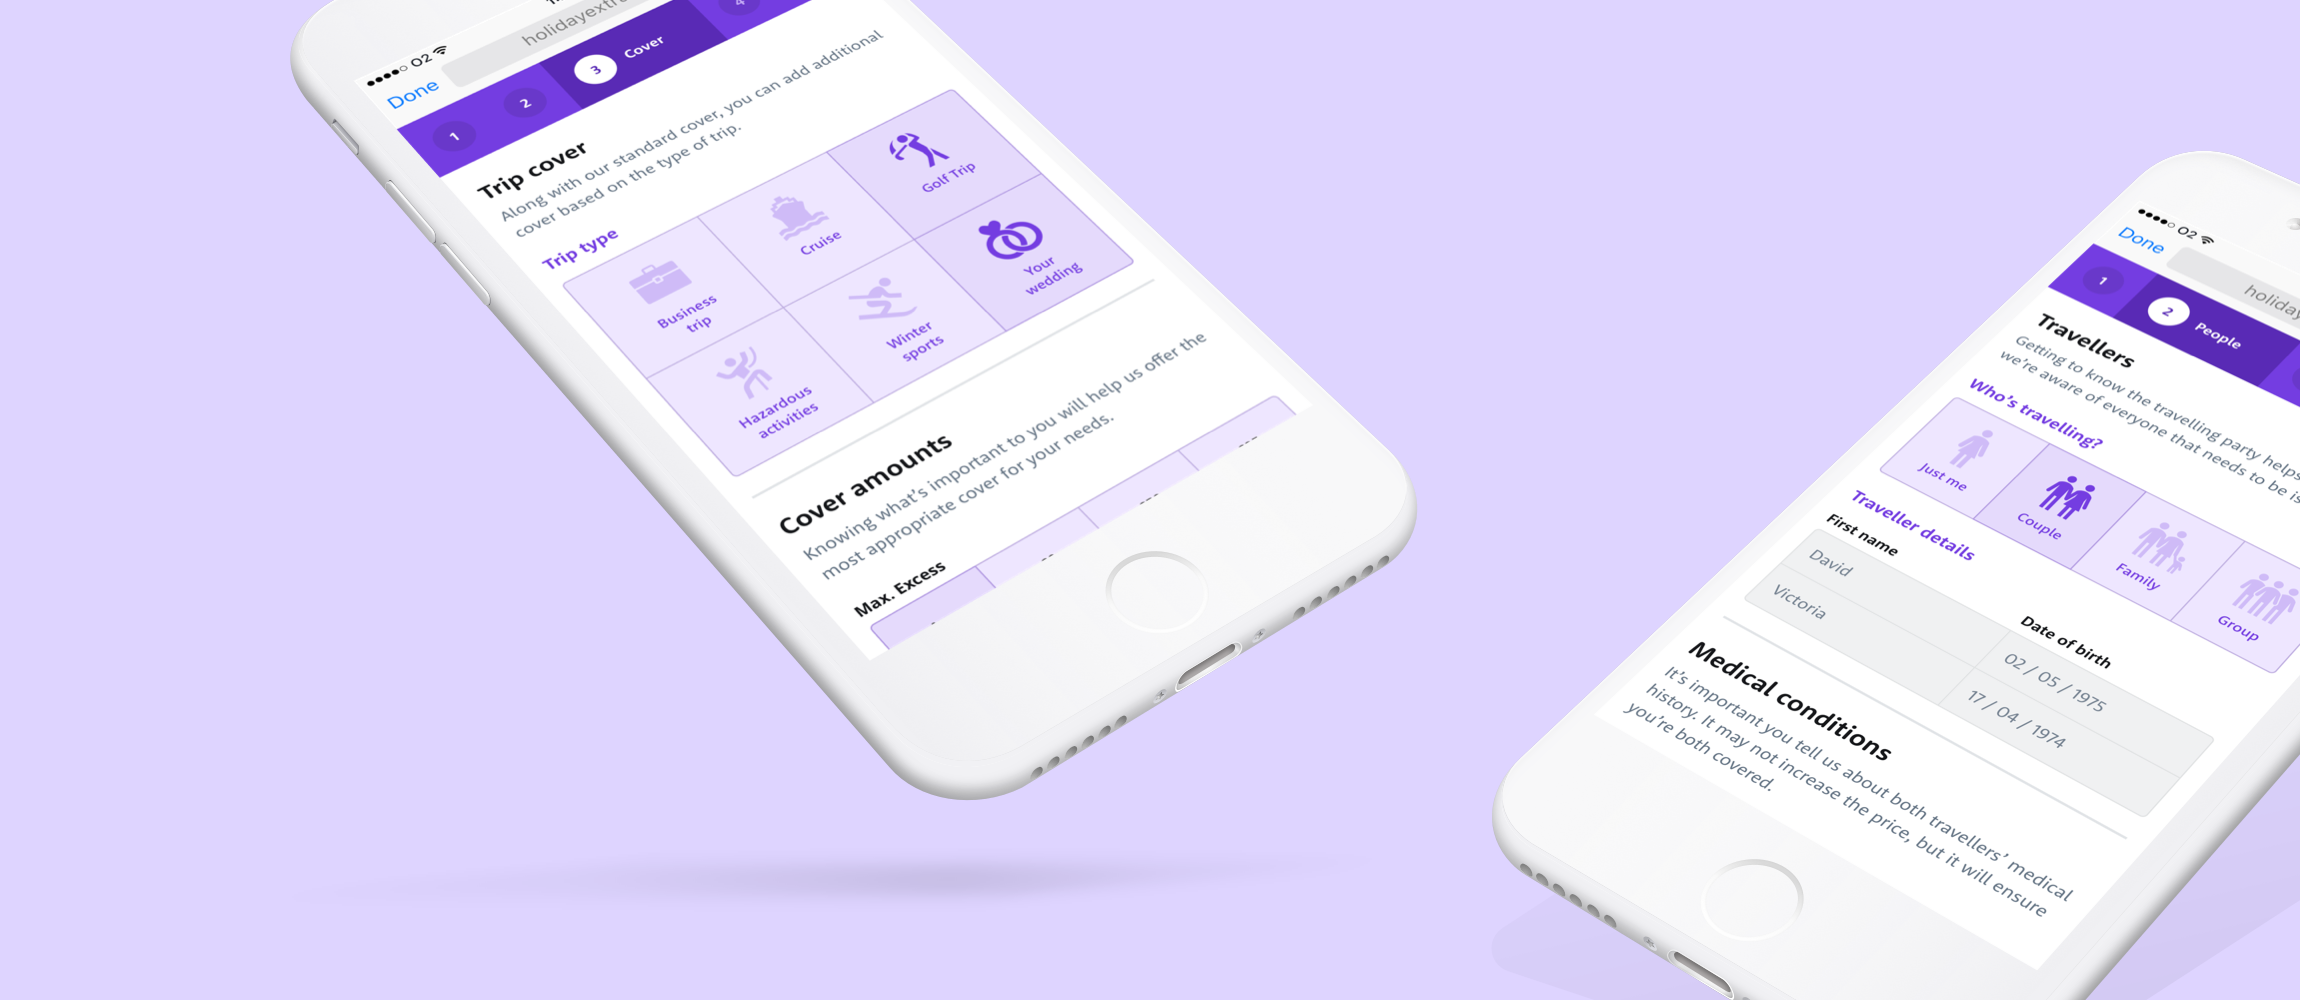 O2
Done
holidayextr
1
2
3 Cover
4
Trip cover
Along with our standard cover, you can add additional
cover based on the type of trip.
Trip type
Business
trip
Cruise
Golf Trip
Hazardous
activities
Winter
sports
Your
wedding
Cover amounts
Knowing what's important to you will help us offer the
most appropriate cover for your needs.
Max. Excess
O2
Done
holiday
1
2 People
Travellers
Getting to know the travelling party helps
we're aware of everyone that needs to be is
Who's travelling?
Just me
Couple
Family
Group
Traveller details
First name
Date of birth
David
02 / 05 / 1975
Victoria
17 / 04 / 1974
Medical conditions
It's important you tell us about both travellers' medical
history. It may not increase the price, but it will ensure
you're both covered.